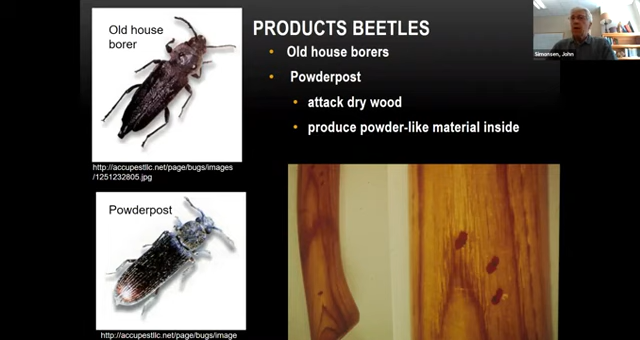 Old house
borer
http://accupestllc.net/page/bugs/images
/1251232805.jpg
Powderpost
http://accupestllc.net/page/bugs/image
PRODUCTS BEETLES
• Old house borers
• Powderpost
• attack dry wood
• produce powder-like material inside
Simonsen, John